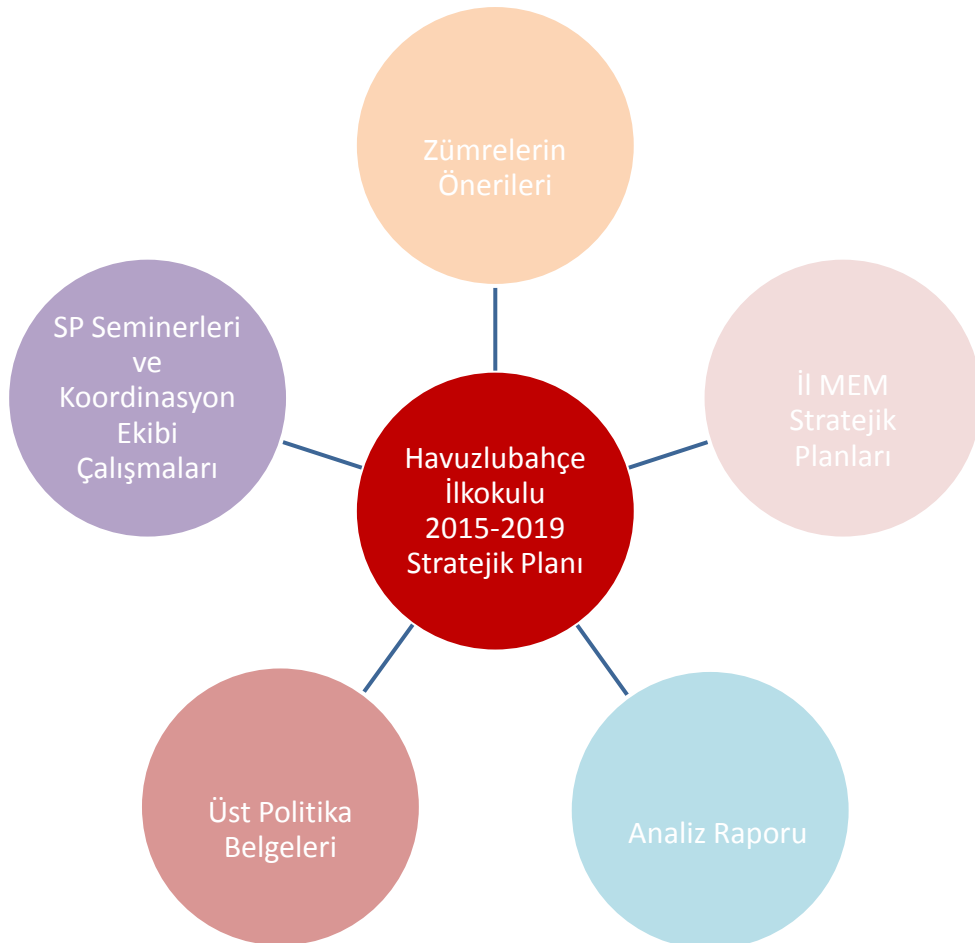 Zümrelerin
Önerileri
SP Seminerleri
ve
Koordinasyon
Ekibi
Çalışmaları
İl MEM
Stratejik
Planları
Havuzlubahçe
İlkokulu
2015-2019
Stratejik Planı
Üst Politika
Belgeleri
Analiz Raporu